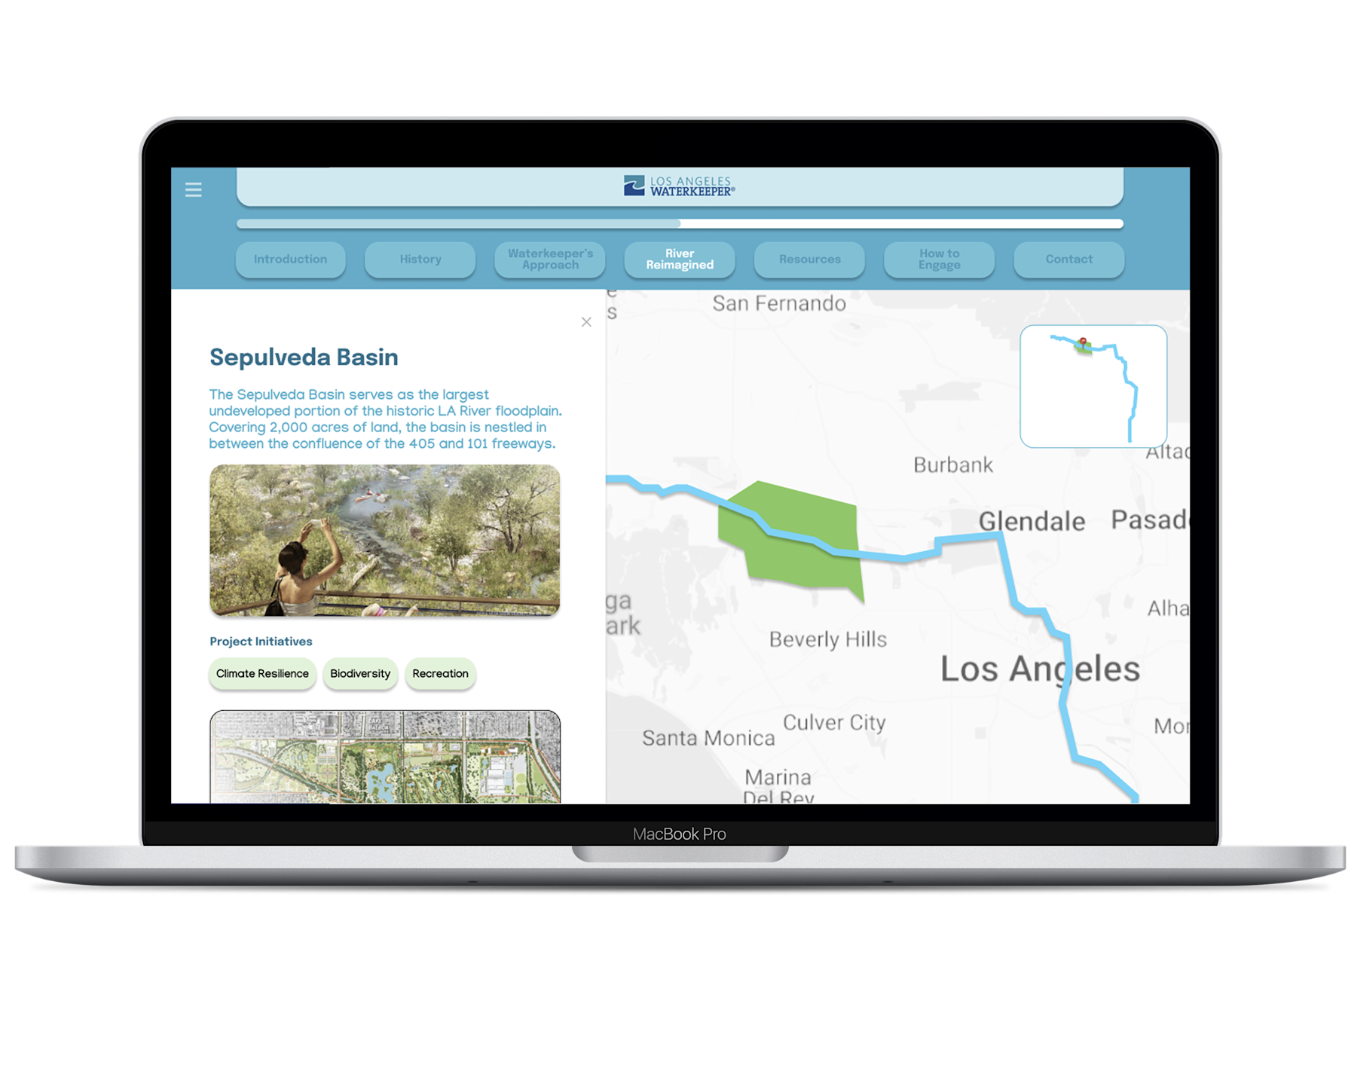 LOS ANGELES
WATERKEEPER®
Introduction
History
Waterkeeper's
Approach
River
Reimagined
Resources
How to
Engage
Contact
Sepulveda Basin
The Sepulveda Basin serves as the largest
undeveloped portion of the historic LA River floodplain.
Covering 2,000 acres of land, the basin is nestled in
between the confluence of the 405 and 101 freeways.
Project Initiatives
Climate Resilience
Biodiversity
Recreation
e
s
San Fernando
Burbank
Altad
Glendale
Pasad
ga
ark
Alha
Beverly Hills
Los Angeles
Culver City
Mor
Santa Monica
Marina
Del Rey
MacBook Pro